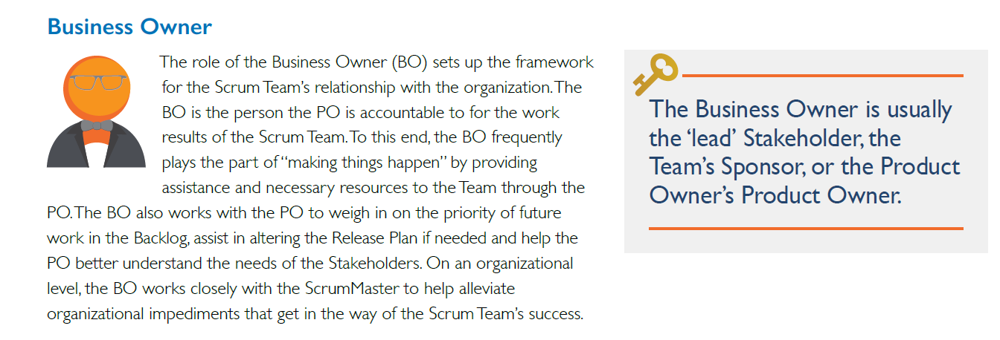 Business Owner
The role of the Business Owner (BO) sets up the framework
for the Scrum Team's relationship with the organization. The
BO is the person the PO is accountable to for the work
results of the Scrum Team. To this end, the BO frequently
plays the part of “making things happen” by providing
assistance and necessary resources to the Team through the
PO. The BO also works with the PO to weigh in on the priority of future
work in the Backlog, assist in altering the Release Plan if needed and help the
PO better understand the needs of the Stakeholders. On an organizational
level, the BO works closely with the ScrumMaster to help alleviate
organizational impediments that get in the way of the Scrum Team's success.
The Business Owner is usually
the ‘lead’ Stakeholder, the
Team's Sponsor, or the Product
Owner's Product Owner.